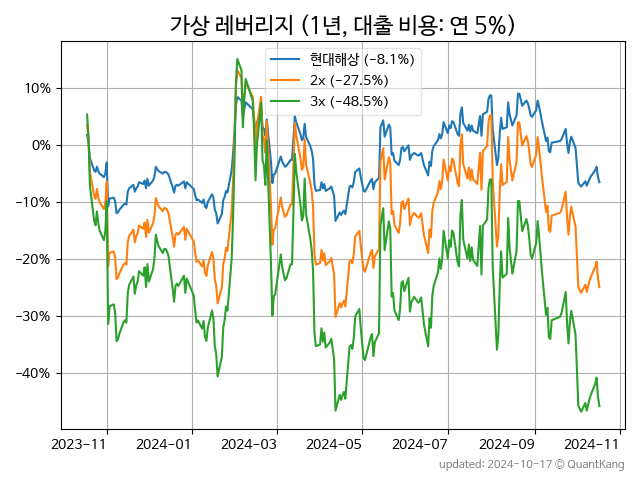 가상 레버리지 (1년, 대출 비용: 연 5%)
현대해상 (−8.1%)
2x (−27.5%)
3x (−48.5%)
10%
0%
−10%
−20%
−30%
−40%
2023-11
2024-01
2024-03
2024-05
2024-07
2024-09
2024-11
updated: 2024-10-17 © QuantKang